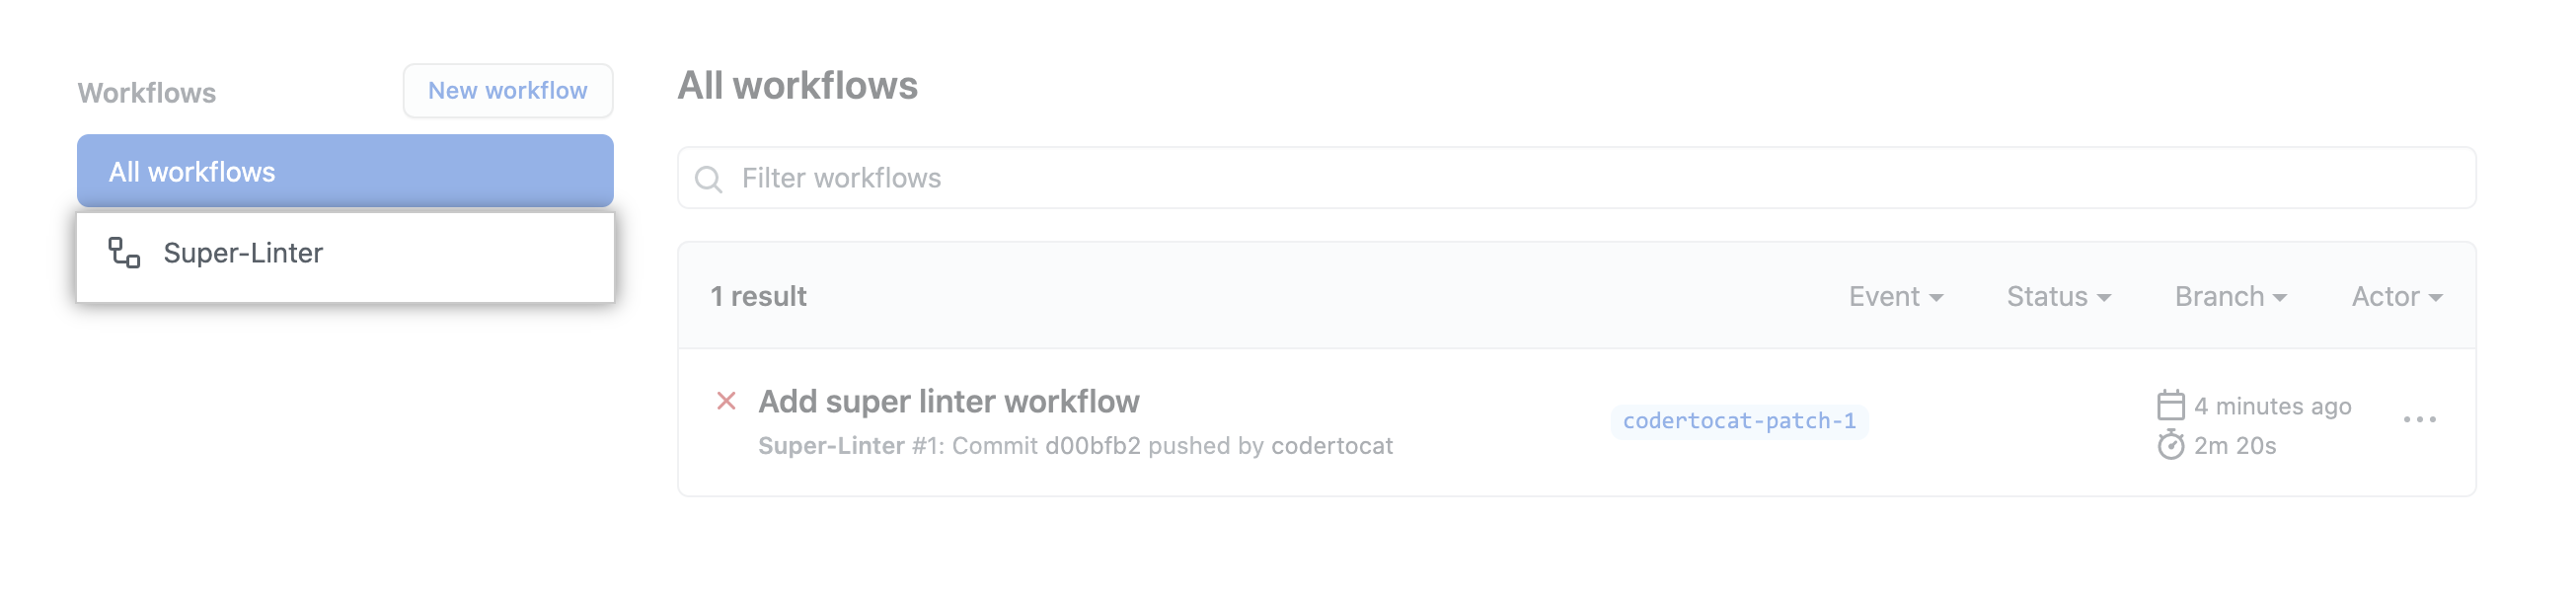 Workflows
New workflow
All workflows
Super-Linter
All workflows
Filter workflows
1 result
Event
Status
Branch
Actor
Add super linter workflow
Super-Linter #1: Commit d00bfb2 pushed by codertocat
codertocat-patch-1
4 minutes ago
2m 20s